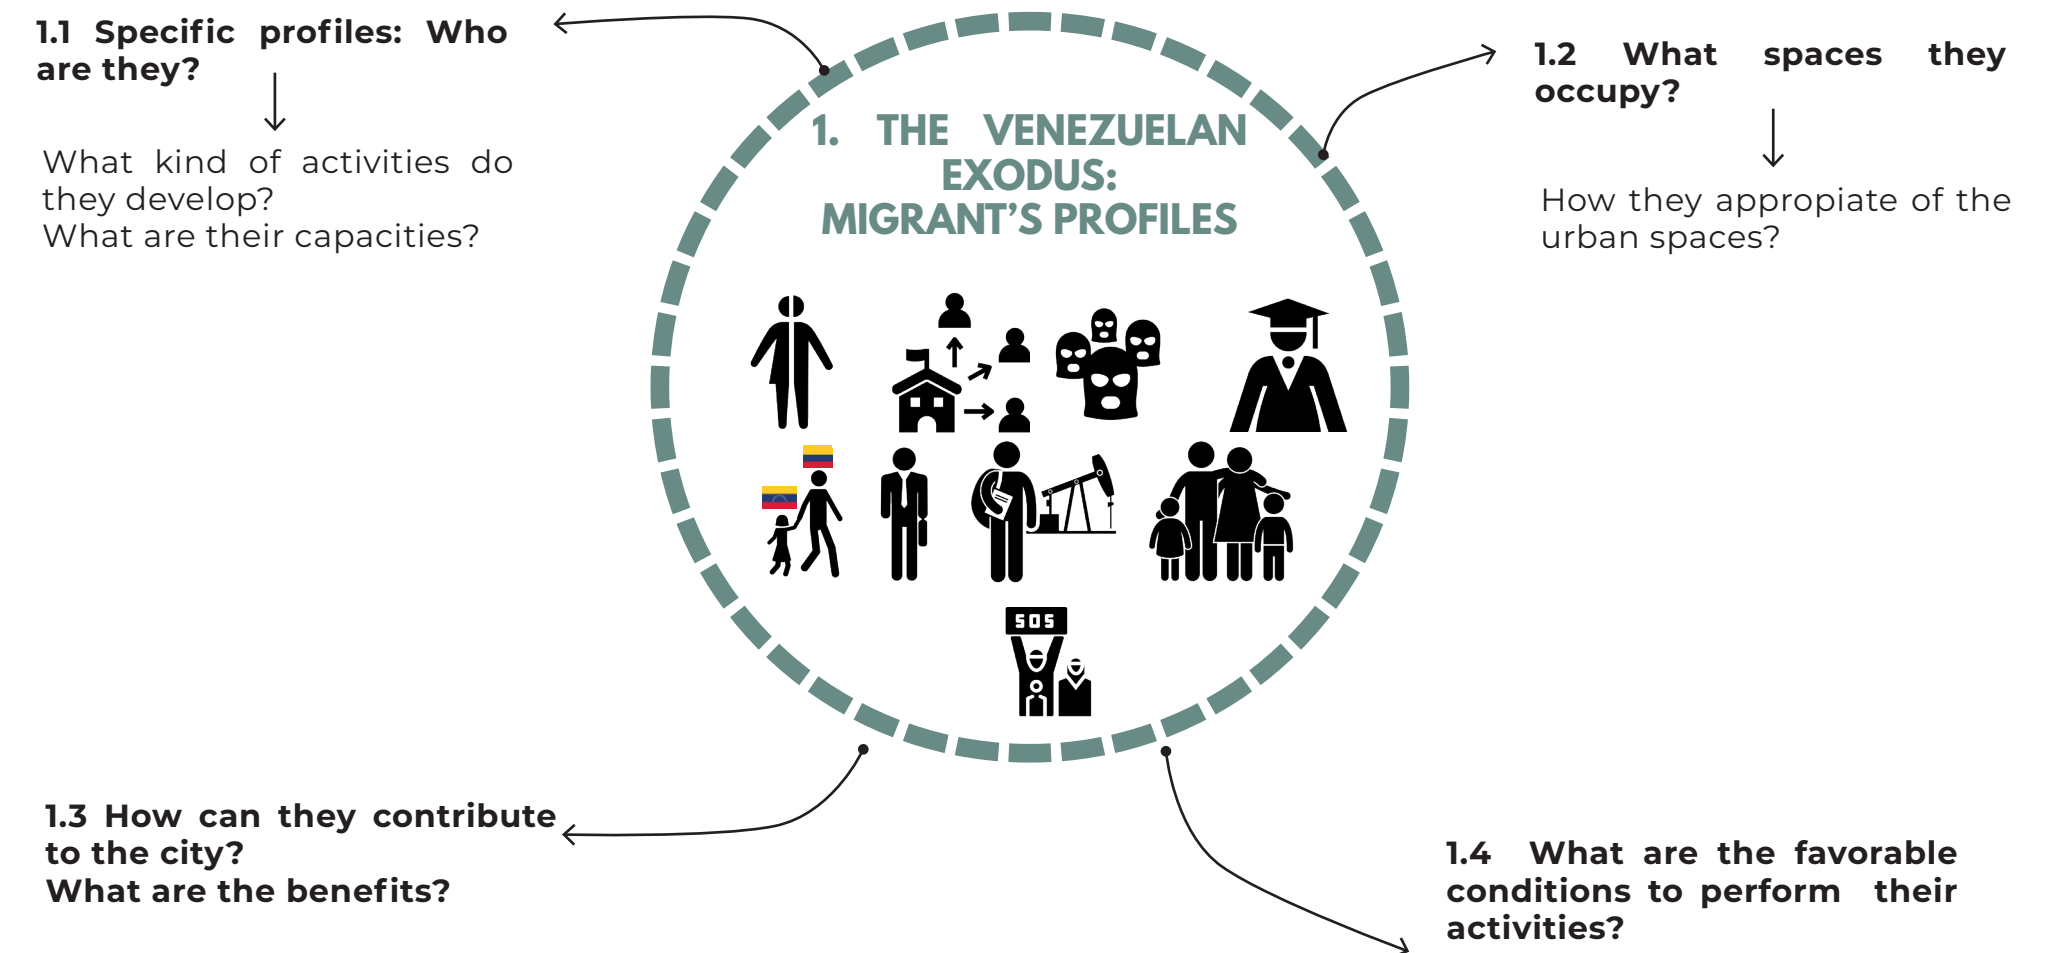 1.1 Specific profiles: Who
are they?
What kind of activities do
they develop?
What are their capacities?
1. THE VENEZUELAN
EXODUS:
MIGRANT’S PROFILES
1.2 What spaces they
occupy?
How they appropiate of the
urban spaces?
SOS
1.3 How can they contribute
to the city?
What are the benefits?
1.4 What are the favorable
conditions to perform their
activities?